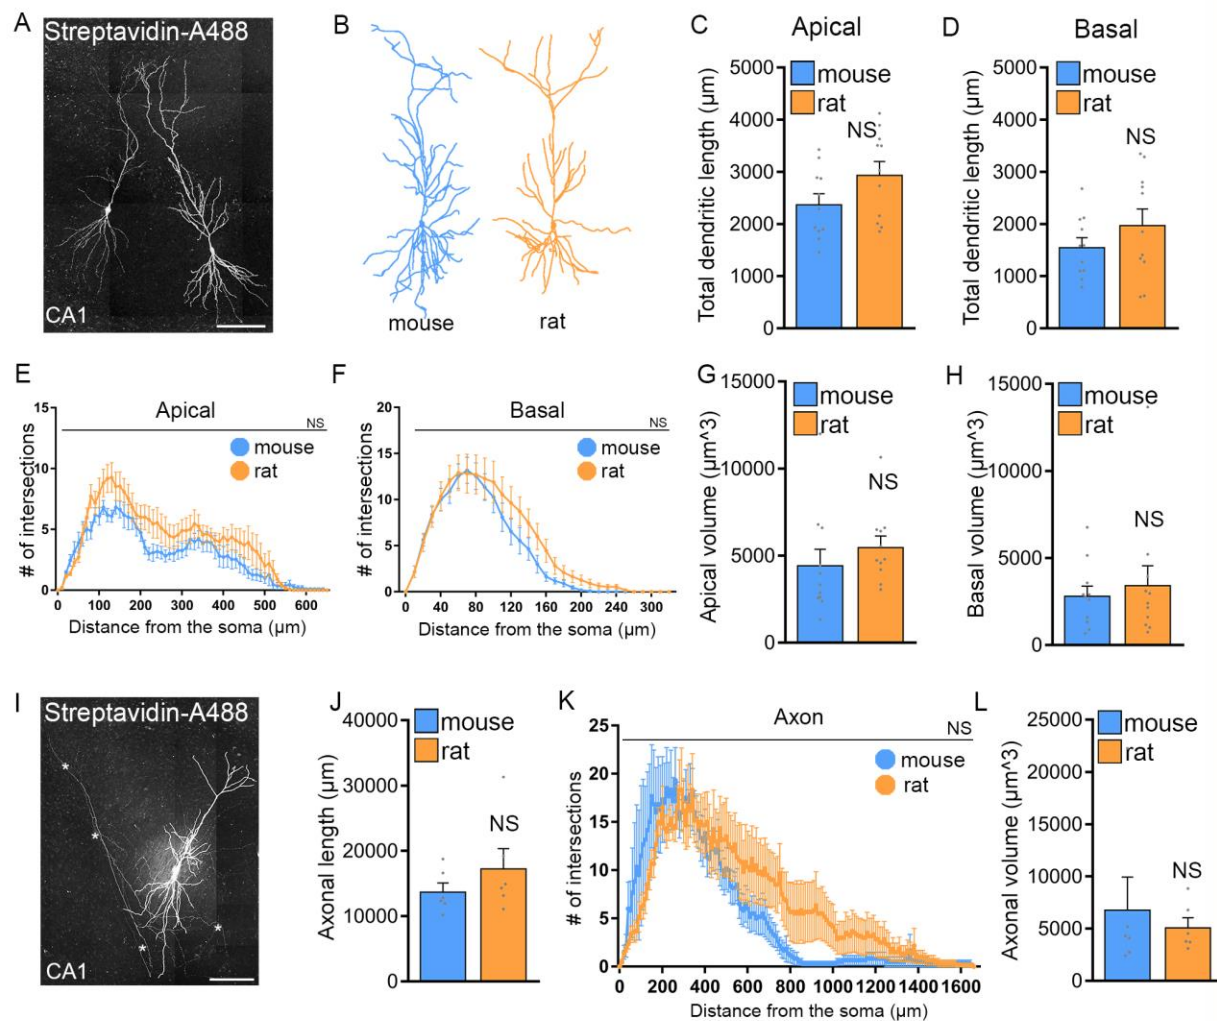 A
Streptavidin-A488
CA1
B
mouse
rat
C
Apical
mouse
rat
NS
Total dendritic length (µm)
5000
4000
3000
2000
1000
0
D
Basal
mouse
rat
NS
Total dendritic length (µm)
5000
4000
3000
2000
1000
0
E
Apical
NS
mouse
rat
# of intersections
15
10
5
0
0 100 200 300 400 500 600
Distance from the soma (µm)
F
Basal
NS
mouse
rat
# of intersections
20
15
10
5
0
0 40 80 120 160 200 240 300
Distance from the soma (µm)
G
mouse
rat
NS
Apical volume (µm^3)
15000
10000
5000
0
H
mouse
rat
NS
Basal volume (µm^3)
15000
10000
5000
0
I
Streptavidin-A488
CA1
* * * *
J
mouse
rat
NS
Axonal length (µm)
40000
30000
20000
10000
0
K
Axon
NS
mouse
rat
# of intersections
25
20
15
10
5
0
0 200 400 600 800 1000 1200 1400 1600
Distance from the soma (µm)
L
mouse
rat
NS
Axonal volume (µm^3)
25000
20000
15000
10000
5000
0